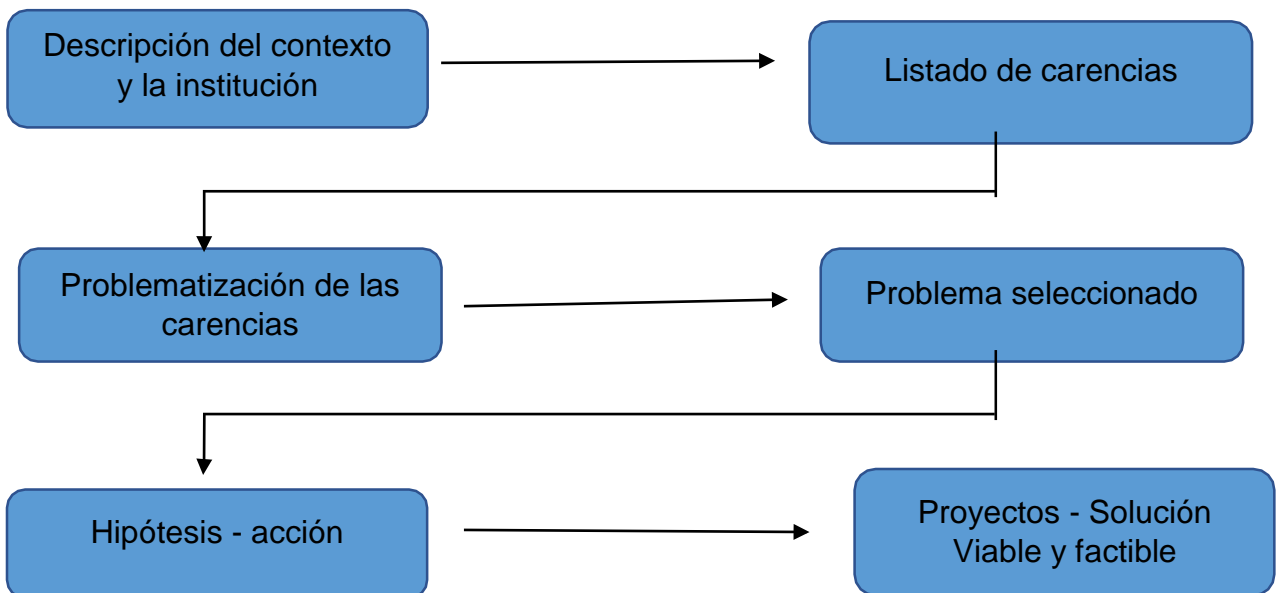 Descripción del contexto
y la institución
Listado de carencias
Problematización de las
carencias
Problema seleccionado
Hipótesis - acción
Proyectos - Solución
Viable y factible